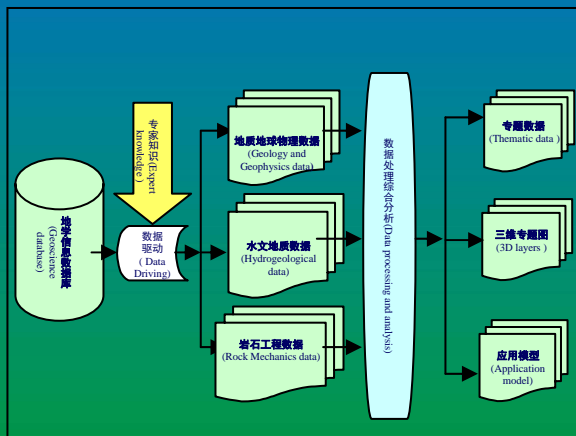 地学信息数据库
(Geoscience
database)
专家知识(Expert
knowledge )
数据
驱动
( Data
Driving)
地质地球物理数据
(Geology and
Geophysics data)
水文地质数据
(Hydrogeological
data)
岩石工程数据
(Rock Mechanics data)
数据处理综合分析(Data processing and analysis)
专题数据
(Thematic data )
三维专题图
(3D layers )
应用模型
(Application
model)